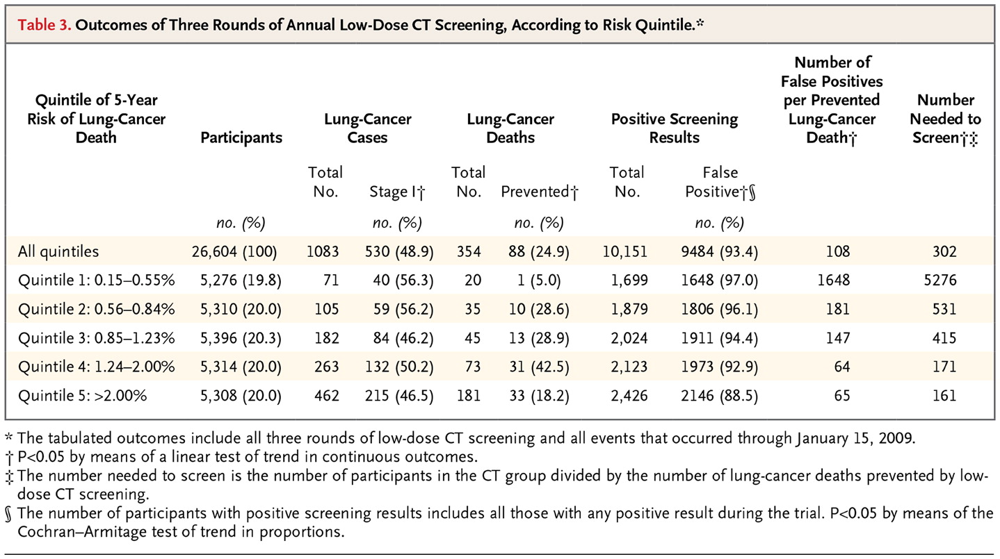 Table 3. Outcomes of Three Rounds of Annual Low-Dose CT Screening, According to Risk Quintile.*
Quintile of 5-Year
Risk of Lung-Cancer
Death
Participants
Lung-Cancer
Cases
Lung-Cancer
Deaths
Positive Screening
Results
Number of
False Positives
per Prevented
Lung-Cancer
Death†
Number
Needed to
Screen†‡
Total
No.
Stage I†
Total
No.
Prevented†
Total
No.
False
Positive†§
no. (%)
no. (%)
no. (%)
no. (%)
All quintiles 26,604 (100) 1083 530 (48.9) 354 88 (24.9) 10,151 9484 (93.4) 108 302
Quintile 1: 0.15–0.55% 5,276 (19.8) 71 40 (56.3) 20 1 (5.0) 1,699 1648 (97.0) 1648 5276
Quintile 2: 0.56–0.84% 5,310 (20.0) 105 59 (56.2) 35 10 (28.6) 1,879 1806 (96.1) 181 531
Quintile 3: 0.85–1.23% 5,396 (20.3) 182 84 (46.2) 45 13 (28.9) 2,024 1911 (94.4) 147 415
Quintile 4: 1.24–2.00% 5,314 (20.0) 263 132 (50.2) 73 31 (42.5) 2,123 1973 (92.9) 64 171
Quintile 5: >2.00% 5,308 (20.0) 462 215 (46.5) 181 33 (18.2) 2,426 2146 (88.5) 65 161
* The tabulated outcomes include all three rounds of low-dose CT screening and all events that occurred through January 15, 2009.
† P<0.05 by means of a linear test of trend in continuous outcomes.
‡ The number needed to screen is the number of participants in the CT group divided by the number of lung-cancer deaths prevented by low-
dose CT screening.
§ The number of participants with positive screening results includes all those with any positive result during the trial. P<0.05 by means of the
Cochran–Armitage test of trend in proportions.